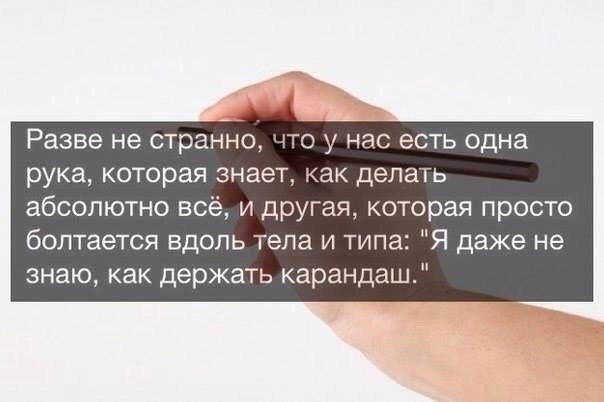 Разве не странно, что у нас есть одна
рука, которая знает, как делать
абсолютно всё, и другая, которая просто
болтается вдоль тела и типа: "Я даже не
знаю, как держать карандаш."